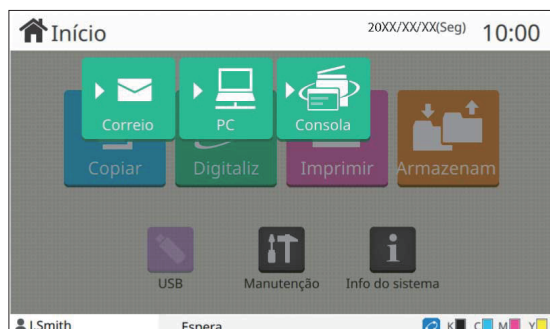 Início 20XX/XX/XX(Seg) 10:00
Correio PC Consola
Copiar Digitaliz Imprimir Armazenam
USB Manutenção Info do sistema
J.Smith Espera K C M Y